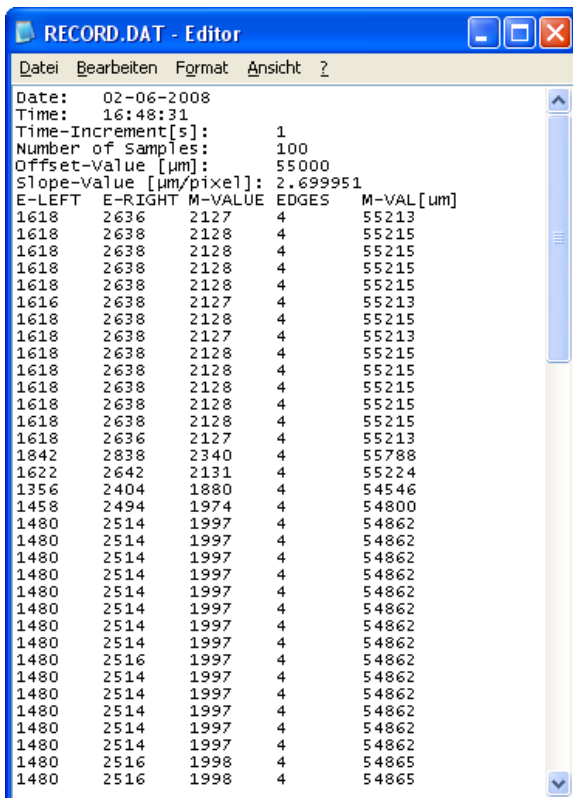 RECORD.DAT - Editor
Datei Bearbeiten Format Ansicht ?
Date: 02-06-2008
Time: 16:48:31
Time-Increment[s]: 1
Number of Samples: 100
Offset-Value [µm]: 55000
Slope-Value [µm/pixel]: 2.699951
E-LEFT E-RIGHT M-VALUE EDGES M-VAL[um]
1618 2636 2127 4 55213
1618 2638 2128 4 55215
1618 2638 2128 4 55215
1618 2638 2128 4 55215
1618 2638 2128 4 55215
1616 2638 2127 4 55213
1618 2638 2128 4 55215
1618 2638 2127 4 55213
1618 2638 2128 4 55215
1618 2638 2128 4 55215
1618 2638 2128 4 55215
1618 2638 2128 4 55215
1618 2638 2128 4 55215
1618 2636 2127 4 55213
1842 2838 2340 4 55788
1622 2642 2131 4 55224
1356 2404 1880 4 54546
1458 2494 1974 4 54800
1480 2514 1997 4 54862
1480 2514 1997 4 54862
1480 2514 1997 4 54862
1480 2514 1997 4 54862
1480 2514 1997 4 54862
1480 2514 1997 4 54862
1480 2514 1997 4 54862
1480 2514 1997 4 54862
1480 2516 1997 4 54862
1480 2514 1997 4 54862
1480 2514 1997 4 54862
1480 2514 1997 4 54862
1480 2514 1997 4 54862
1480 2514 1997 4 54862
1480 2516 1998 4 54865
1480 2516 1998 4 54865